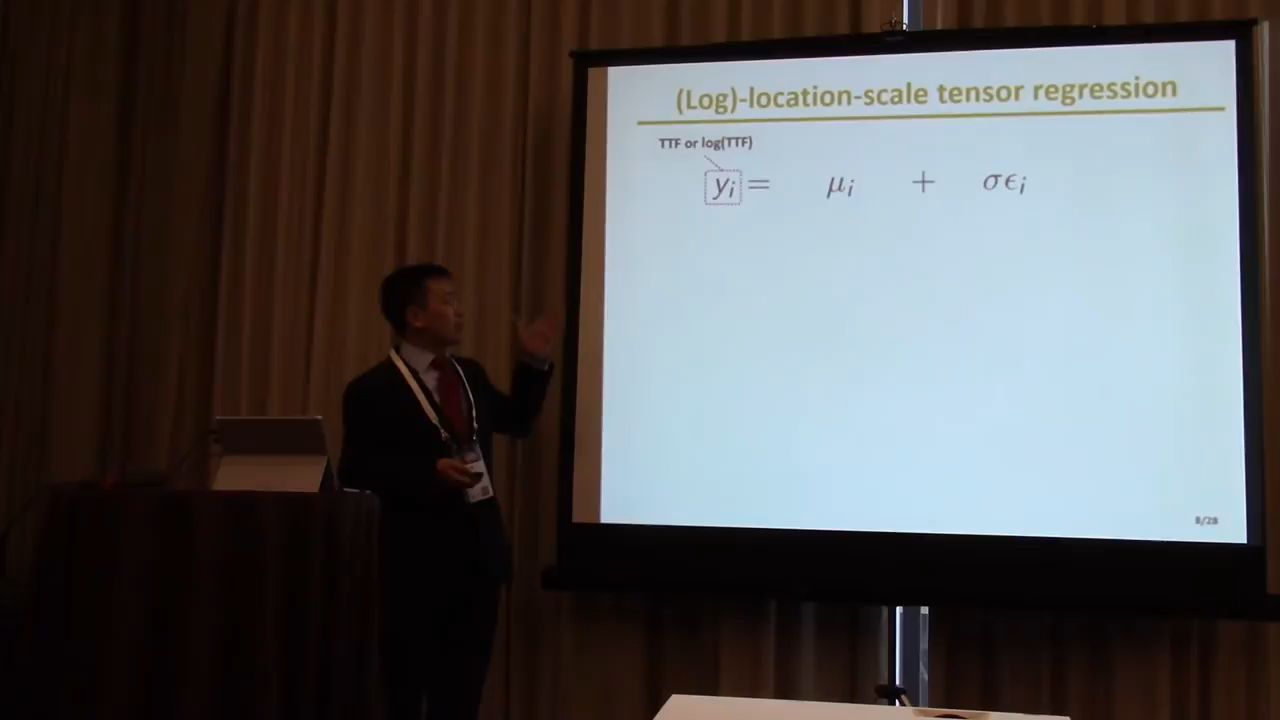 (Log)-location-scale tensor regression
TTF or log(TTF)
yᵢ = μᵢ + σϵᵢ
8/28